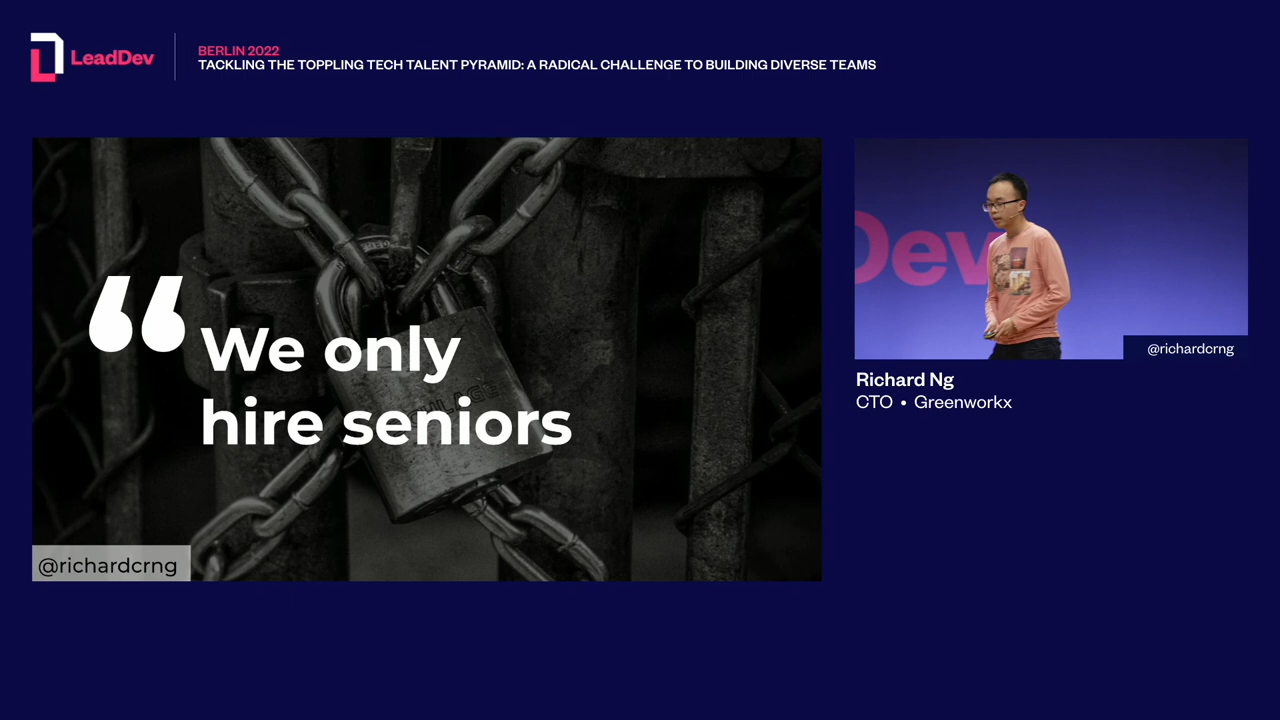 LeadDev
BERLIN 2022
TACKLING THE TOPPLING TECH TALENT PYRAMID: A RADICAL CHALLENGE TO BUILDING DIVERSE TEAMS
“We only
hire seniors
SCHLAGE
@richardcrng
Dev
@richardcrng
Richard Ng
CTO • Greenworkx